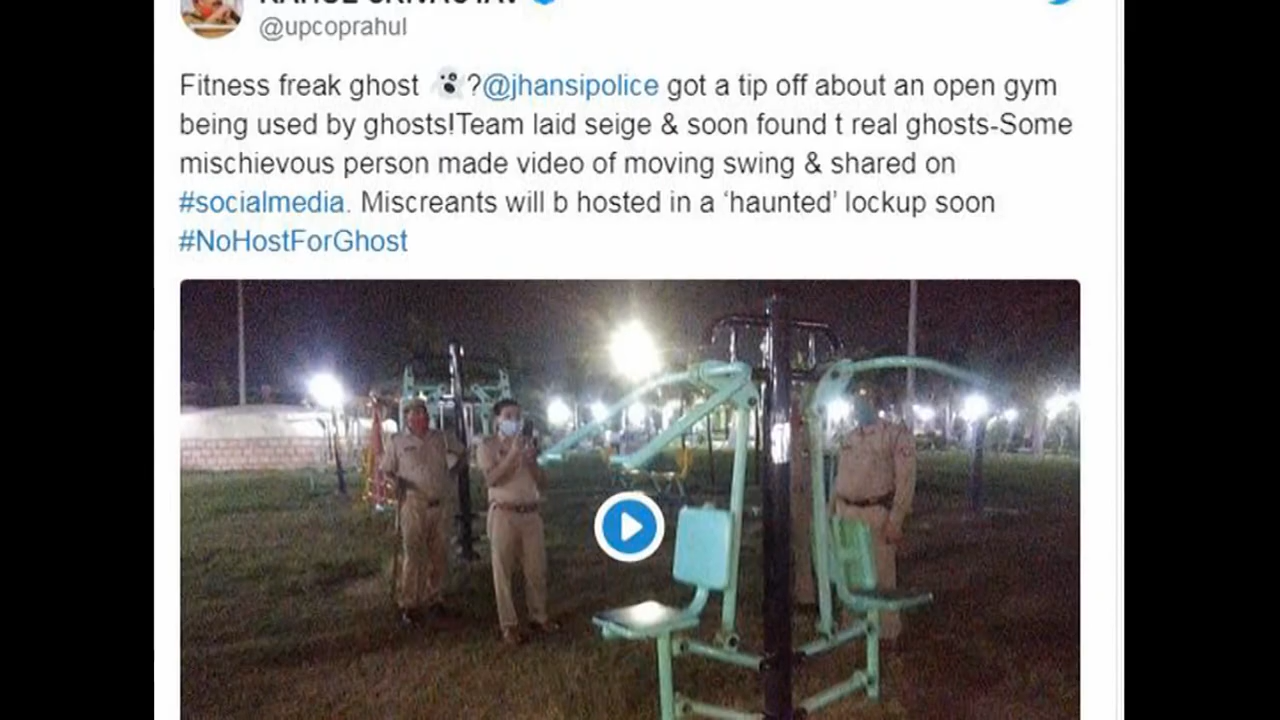 @upcoprahul
Fitness freak ghost 👻?@jhansipolice got a tip off about an open gym
being used by ghosts!Team laid seige & soon found t real ghosts-Some
mischievous person made video of moving swing & shared on
#socialmedia. Miscreants will b hosted in a ‘haunted’ lockup soon
#NoHostForGhost